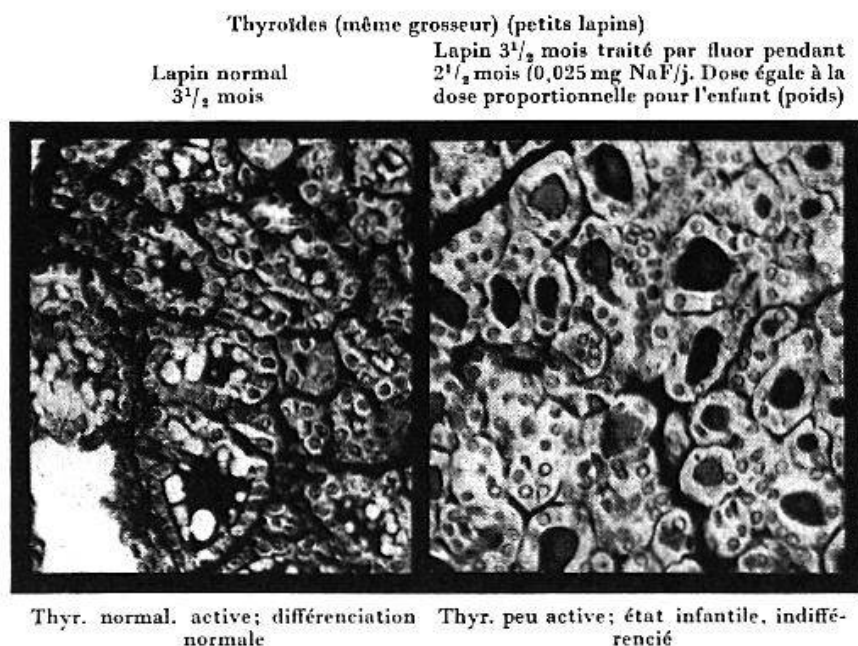 Thyroïdes (même grosseur) (petits lapins)
Lapin normal
3¹/₂ mois
Lapin 3¹/₂ mois traité par fluor pendant
2¹/₂ mois (0,025 mg NaF/j. Dose égale à la
dose proportionnelle pour l'enfant (poids)
Thyr. normal. active; différenciation
normale
Thyr. peu active; état infantile, indiffé-
rencié